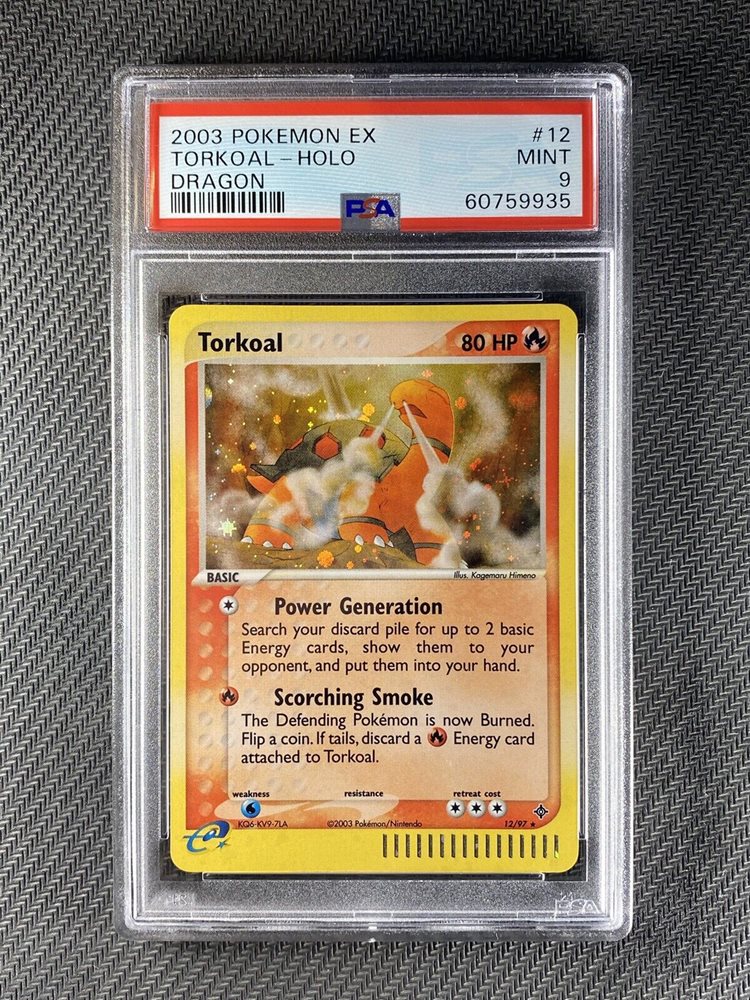 2003 POKEMON EX #12
TORKOAL - HOLO MINT
DRAGON 9
PSA 60759935
Torkoal 80 HP
BASIC Illus. Kagemaru Himeno
Power Generation
Search your discard pile for up to 2 basic
Energy cards, show them to your
opponent, and put them into your hand.
Scorching Smoke
The Defending Pokémon is now Burned.
Flip a coin. If tails, discard a Energy card
attached to Torkoal.
weakness resistance retreat cost
KQ6-KV9-7LA ©2003 Pokémon/Nintendo 12/97 ★
e
PSA